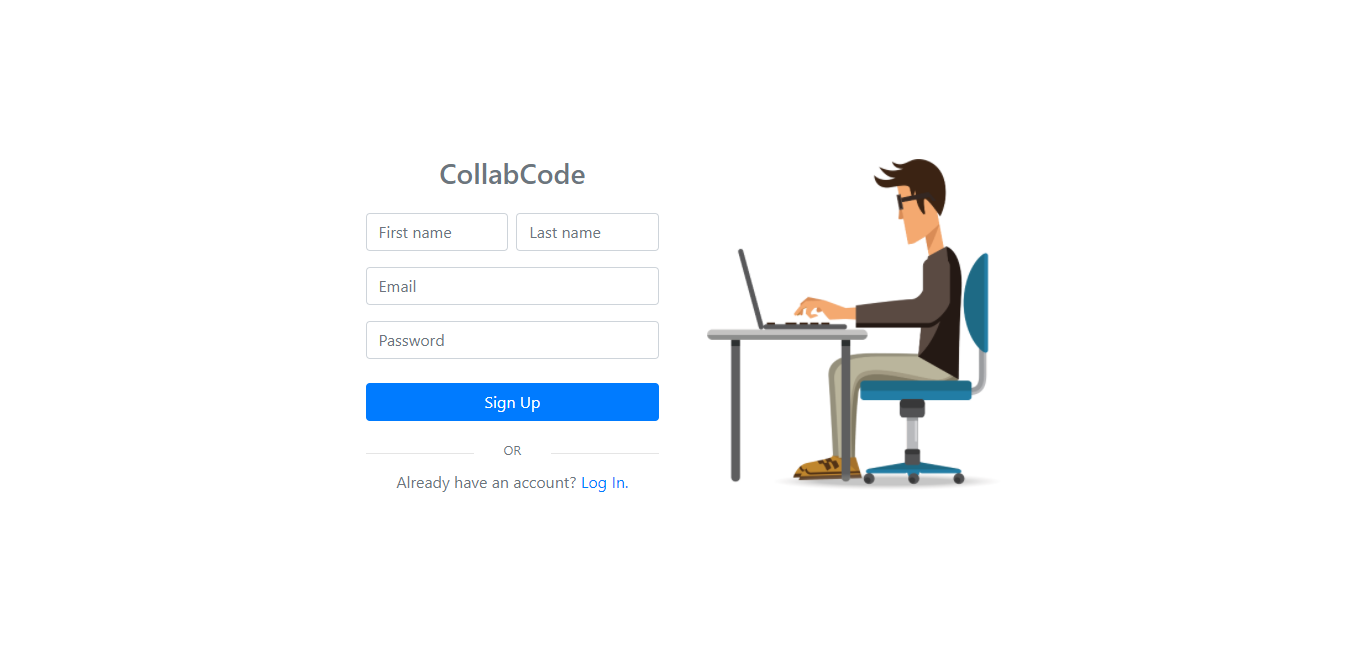 CollabCode
First name Last name
Email
Password
Sign Up
OR
Already have an account? Log In.